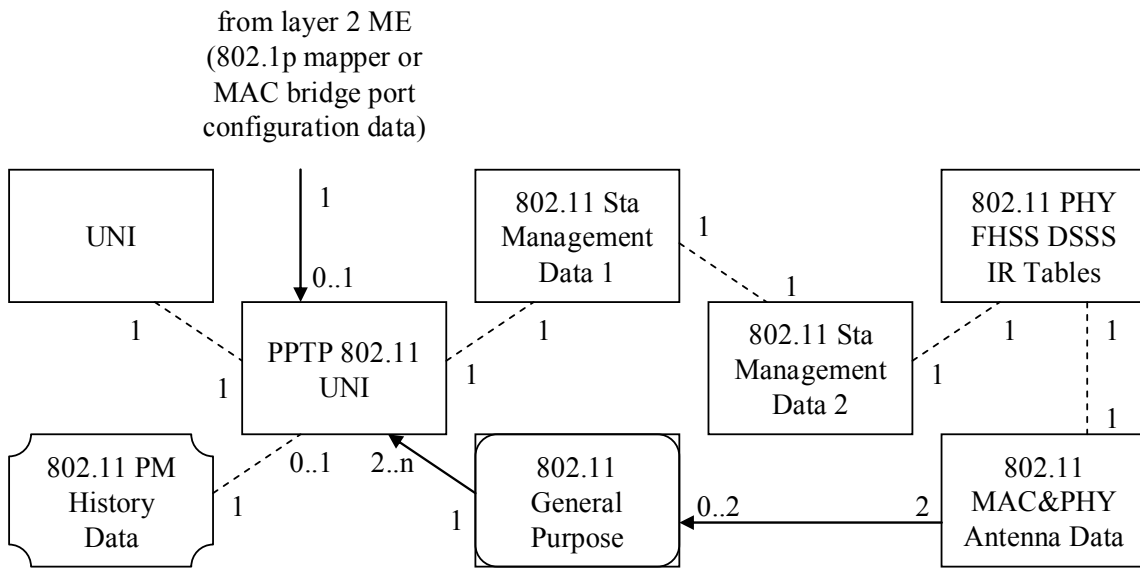 from layer 2 ME
(802.1p mapper or
MAC bridge port
configuration data)
1
0..1
UNI
1
1
PPTP 802.11
UNI
802.11 Sta
Management
Data 1
1
1
1
1
802.11 Sta
Management
Data 2
1
1
802.11 PHY
FHSS DSSS
IR Tables
1
1
802.11 PM
History
Data
0..1
1
2..n
1
802.11
General
Purpose
0..2
2
802.11
MAC&PHY
Antenna Data